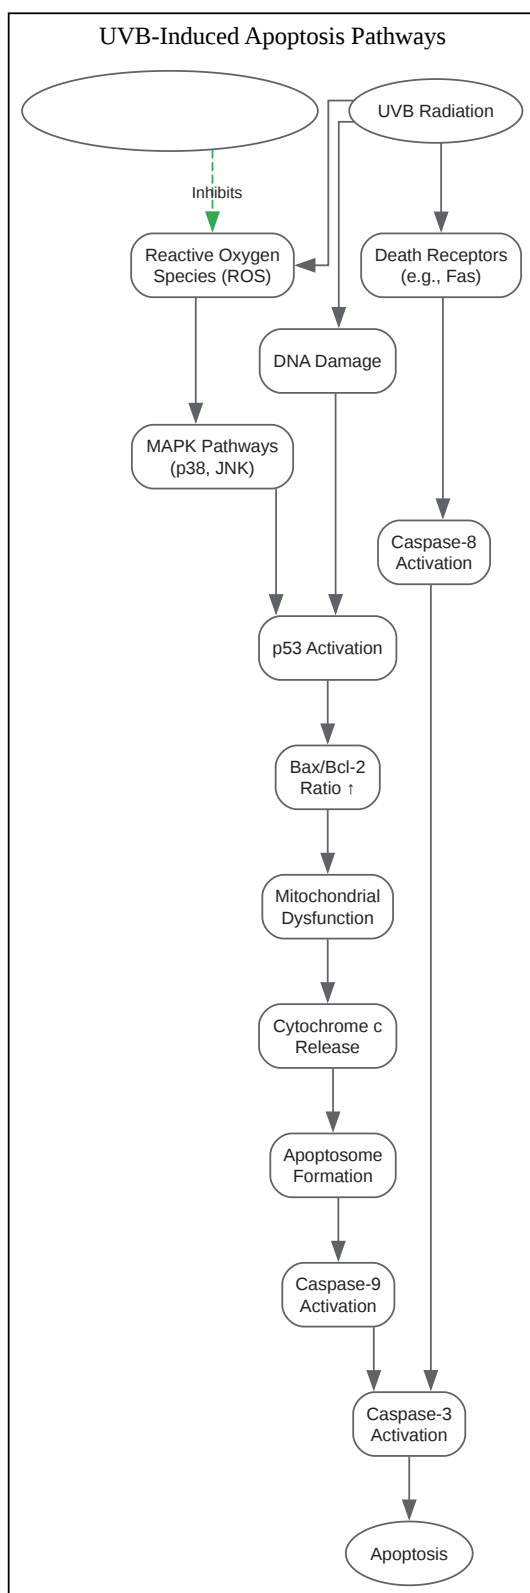 UVB-Induced Apoptosis Pathways
UVB Radiation
Inhibits
Reactive Oxygen
Species (ROS)
Death Receptors
(e.g., Fas)
DNA Damage
MAPK Pathways
(p38, JNK)
Caspase-8
Activation
p53 Activation
Bax/Bcl-2
Ratio ↑
Mitochondrial
Dysfunction
Cytochrome c
Release
Apoptosome
Formation
Caspase-9
Activation
Caspase-3
Activation
Apoptosis